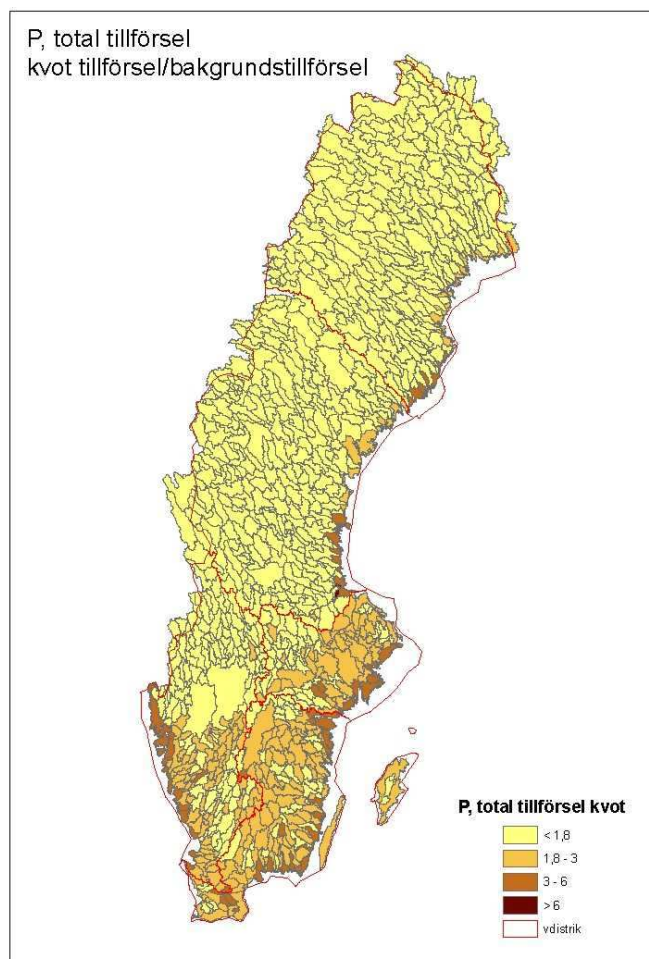 P, total tillförsel
kvot tillförsel/bakgrundstillförsel
P, total tillförsel kvot
< 1,8
1,8 - 3
3 - 6
> 6
vdistrik